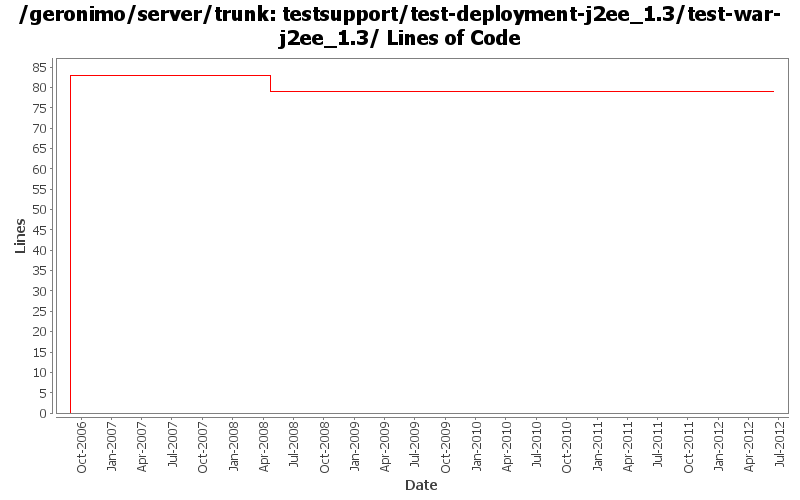 /geronimo/server/trunk: testsupport/test-deployment-j2ee_1.3/test-war-
j2ee_1.3/ Lines of Code
Lines
85
80
75
70
65
60
55
50
45
40
35
30
25
20
15
10
5
0
Oct-2006
Jan-2007
Apr-2007
Jul-2007
Oct-2007
Jan-2008
Apr-2008
Jul-2008
Oct-2008
Jan-2009
Apr-2009
Jul-2009
Oct-2009
Jan-2010
Apr-2010
Jul-2010
Oct-2010
Jan-2011
Apr-2011
Jul-2011
Oct-2011
Jan-2012
Apr-2012
Jul-2012
Date